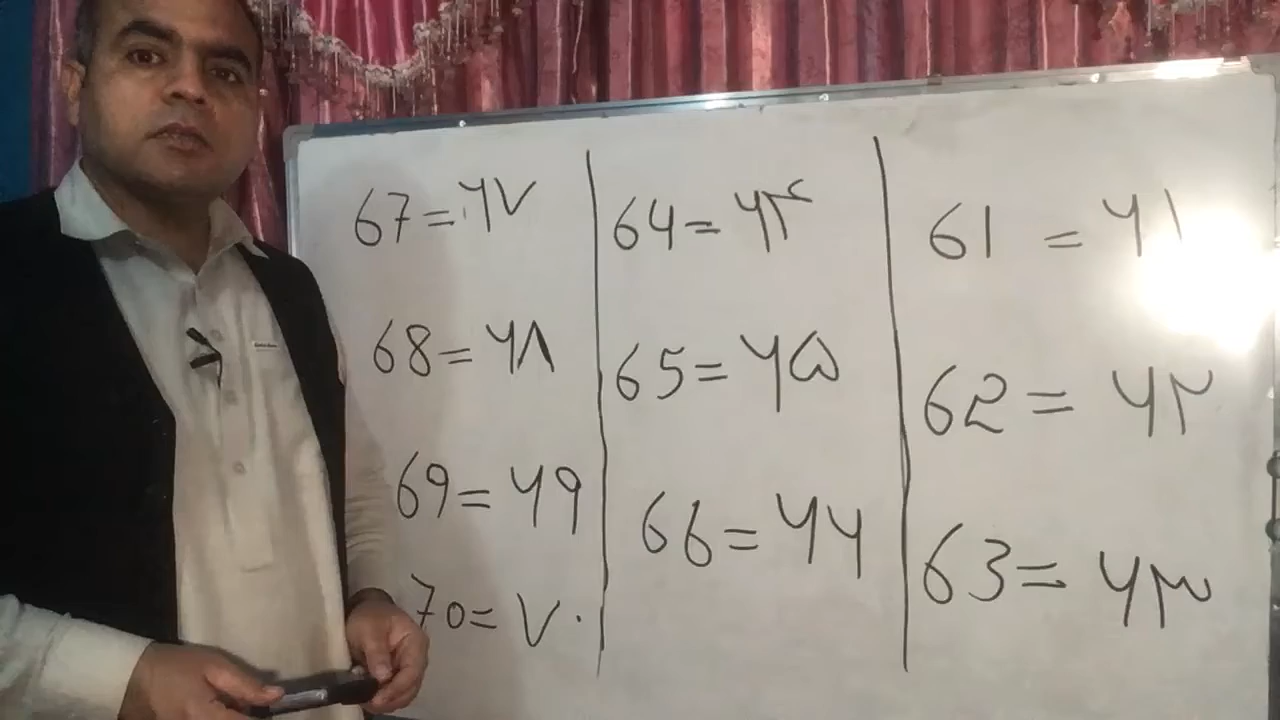 61 = ۶۱
62 = ۶۲
63 = ۶۳
64 = ۶۴
65 = ۶۵
66 = ۶۶
67 = ۶۷
68 = ۶۸
69 = ۶۹
70 = ۷۰